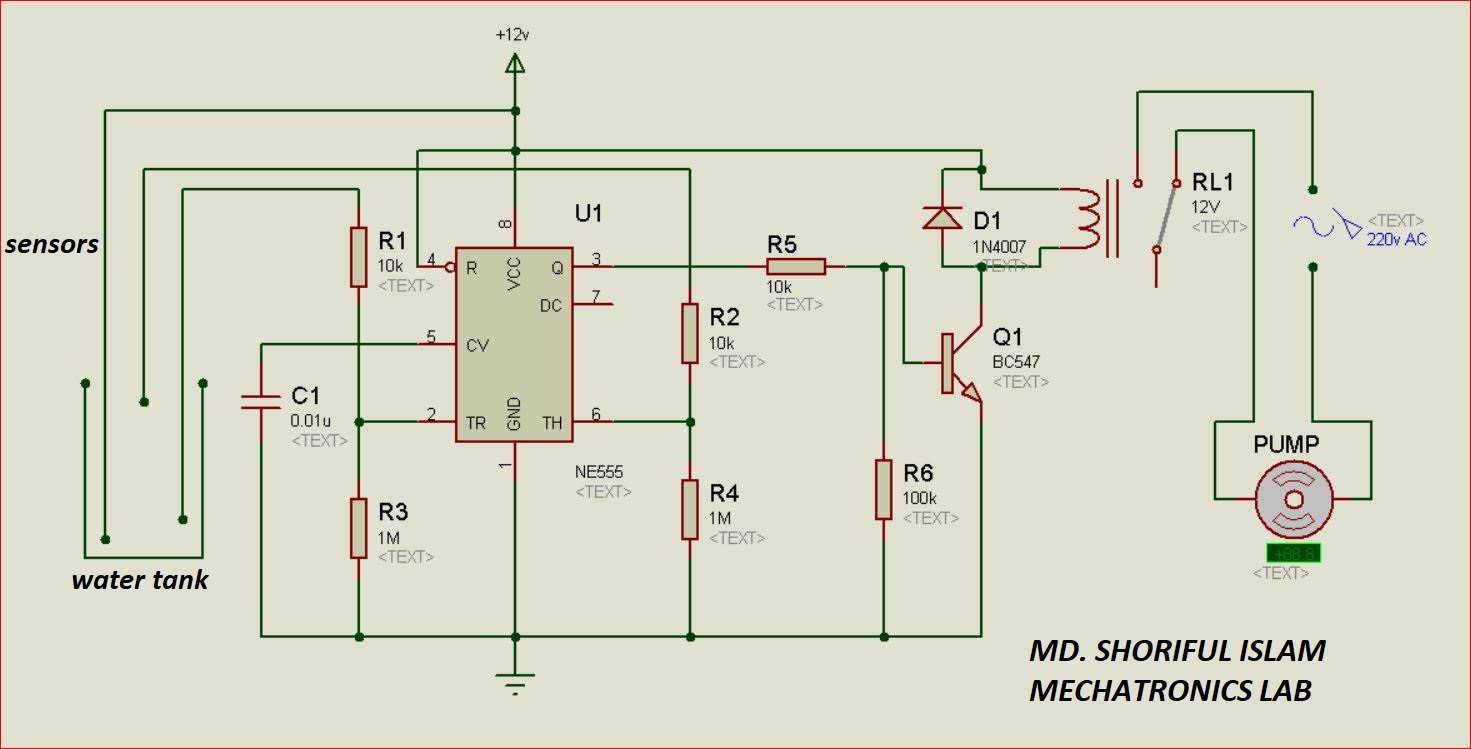 +12v
U1
sensors
R1
10k
<TEXT>
4
R
8
VCC
Q
3
DC
7
5
CV
2
TR
GND
TH
6
1
NE555
<TEXT>
C1
0.01u
<TEXT>
R3
1M
<TEXT>
R2
10k
<TEXT>
R4
1M
<TEXT>
R5
10k
<TEXT>
R6
100k
<TEXT>
D1
1N4007
<TEXT>
Q1
BC547
<TEXT>
RL1
12V
<TEXT>
<TEXT>
220v AC
PUMP
+88.8
<TEXT>
water tank
MD. SHORIFUL ISLAM
MECHATRONICS LAB